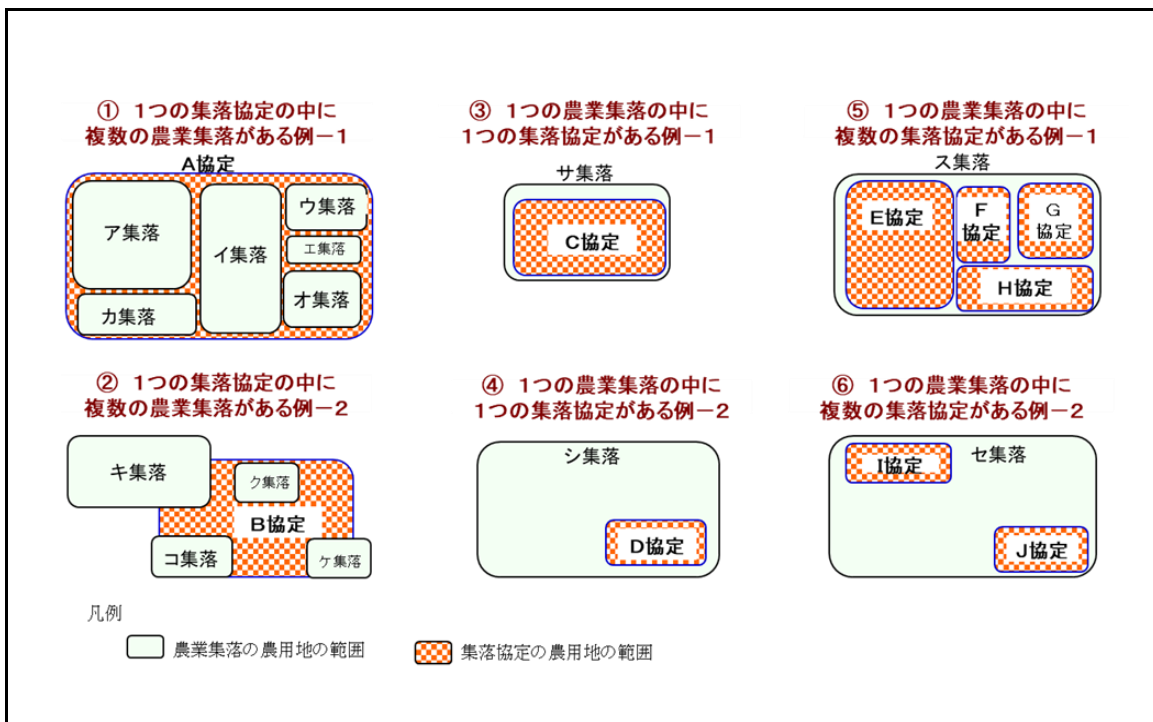 ① 1つの集落協定の中に
複数の農業集落がある例－1
A協定
ア集落
イ集落
ウ集落
エ集落
オ集落
カ集落
③ 1つの農業集落の中に
1つの集落協定がある例－1
サ集落
C協定
⑤ 1つの農業集落の中に
複数の集落協定がある例－1
ス集落
E協定
F
協定
G
協定
H協定
② 1つの集落協定の中に
複数の農業集落がある例－2
キ集落
ク集落
B協定
コ集落
ケ集落
④ 1つの農業集落の中に
1つの集落協定がある例－2
シ集落
D協定
⑥ 1つの農業集落の中に
複数の集落協定がある例－2
I協定
セ集落
J協定
凡例
農業集落の農用地の範囲
集落協定の農用地の範囲